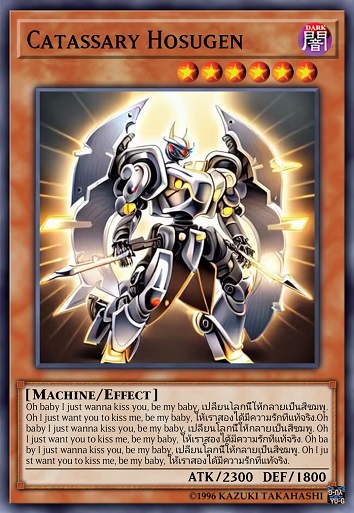 Catassary Hosugen
DARK
闇
[Machine/Effect]
Oh baby I just wanna kiss you, be my baby, เปลี่ยนโลกนี้ให้กลายเป็นสีชมพู.
Oh I just want you to kiss me, be my baby, ให้เราสองได้มีความรักที่แท้จริง.Oh
baby I just wanna kiss you, be my baby, เปลี่ยนโลกนี้ให้กลายเป็นสีชมพู. Oh
I just want you to kiss me, be my baby, ให้เราสองได้มีความรักที่แท้จริง. Oh ba
by I just wanna kiss you, be my baby, เปลี่ยนโลกนี้ให้กลายเป็นสีชมพู. Oh I ju
st want you to kiss me, be my baby, ให้เราสองได้มีความรักที่แท้จริง.
ATK/2300 DEF/1800
©1996 KAZUKI TAKAHASHI